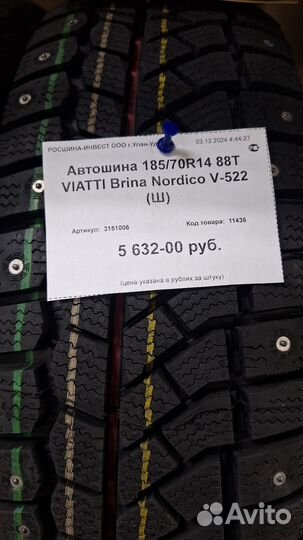 РОСШИНА-ИНВЕСТ ООО г.Улан-Уд
03.12.2024 4:44:27
Автошина 185/70R14 88T
VIATTI Brina Nordico V-522
(Ш)
Артикул: 3151006
Код товара: 11436
5 632-00 руб.
(цена указана в рублях за штуку)
Avito